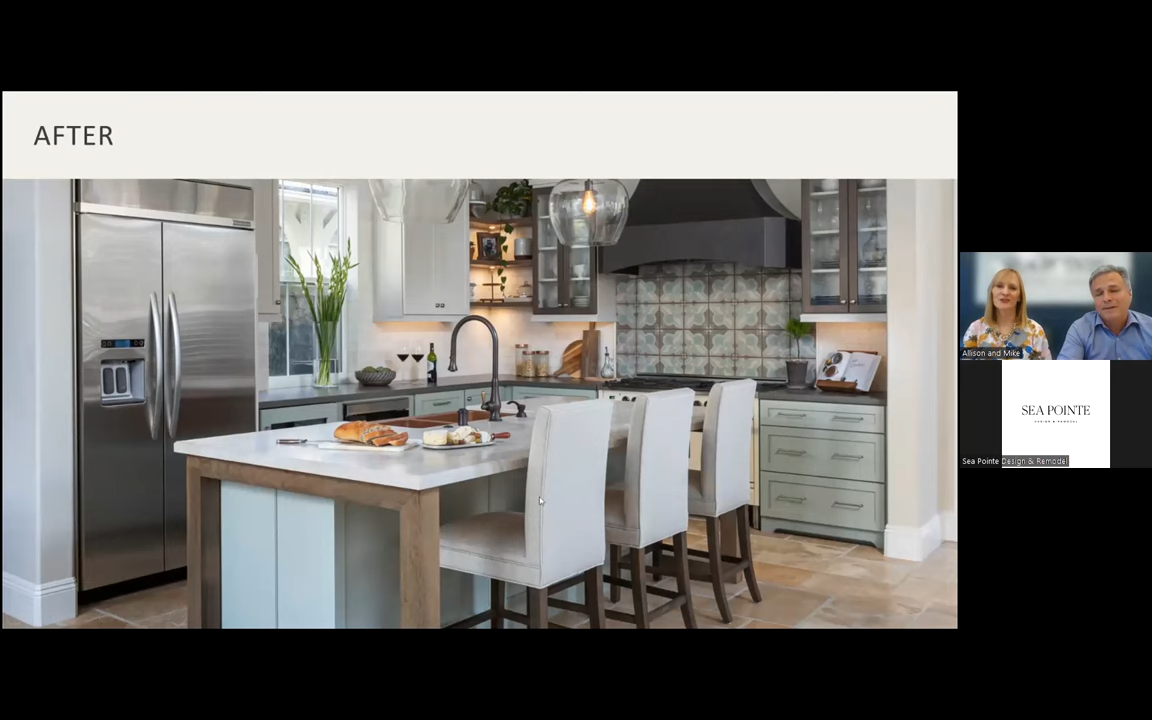 AFTER
Allison and Mike
SEA POINTE
DESIGN & REMODEL
Sea Pointe Design & Remodel